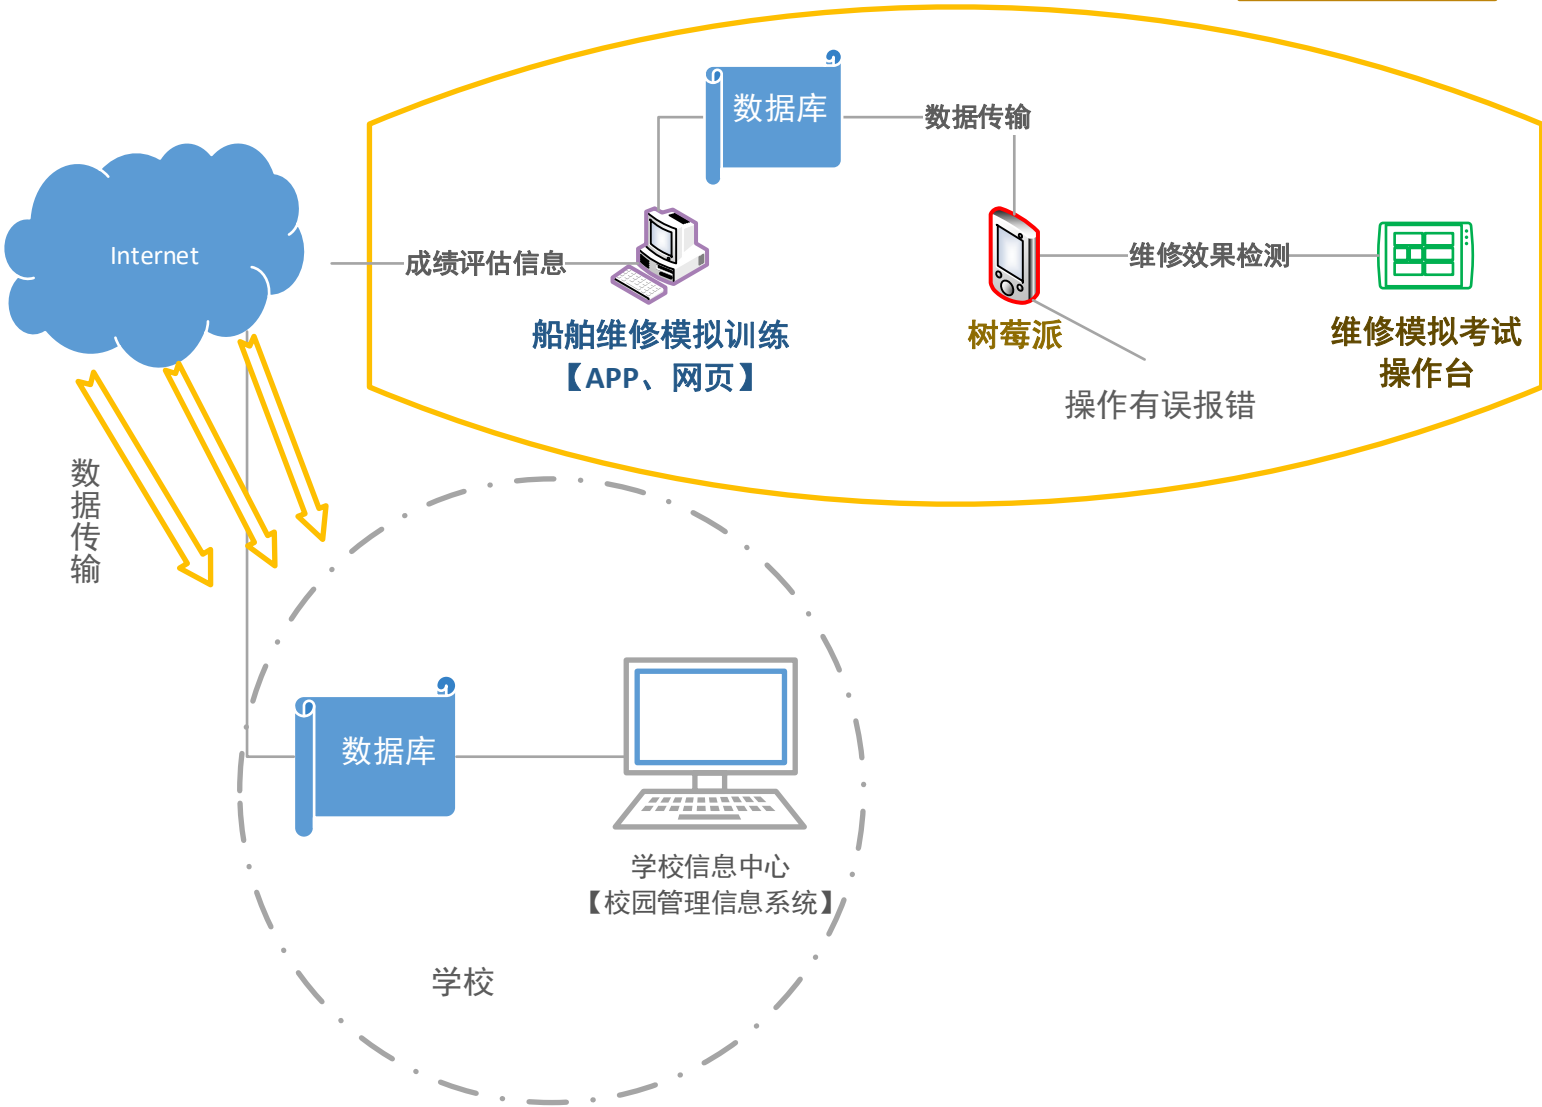 数据库
数据传输
Internet
成绩评估信息
维修效果检测
船舶维修模拟训练
【APP、网页】
树莓派
维修模拟考试
操作台
操作有误报错
数据传输
数据库
学校信息中心
【校园管理信息系统】
学校